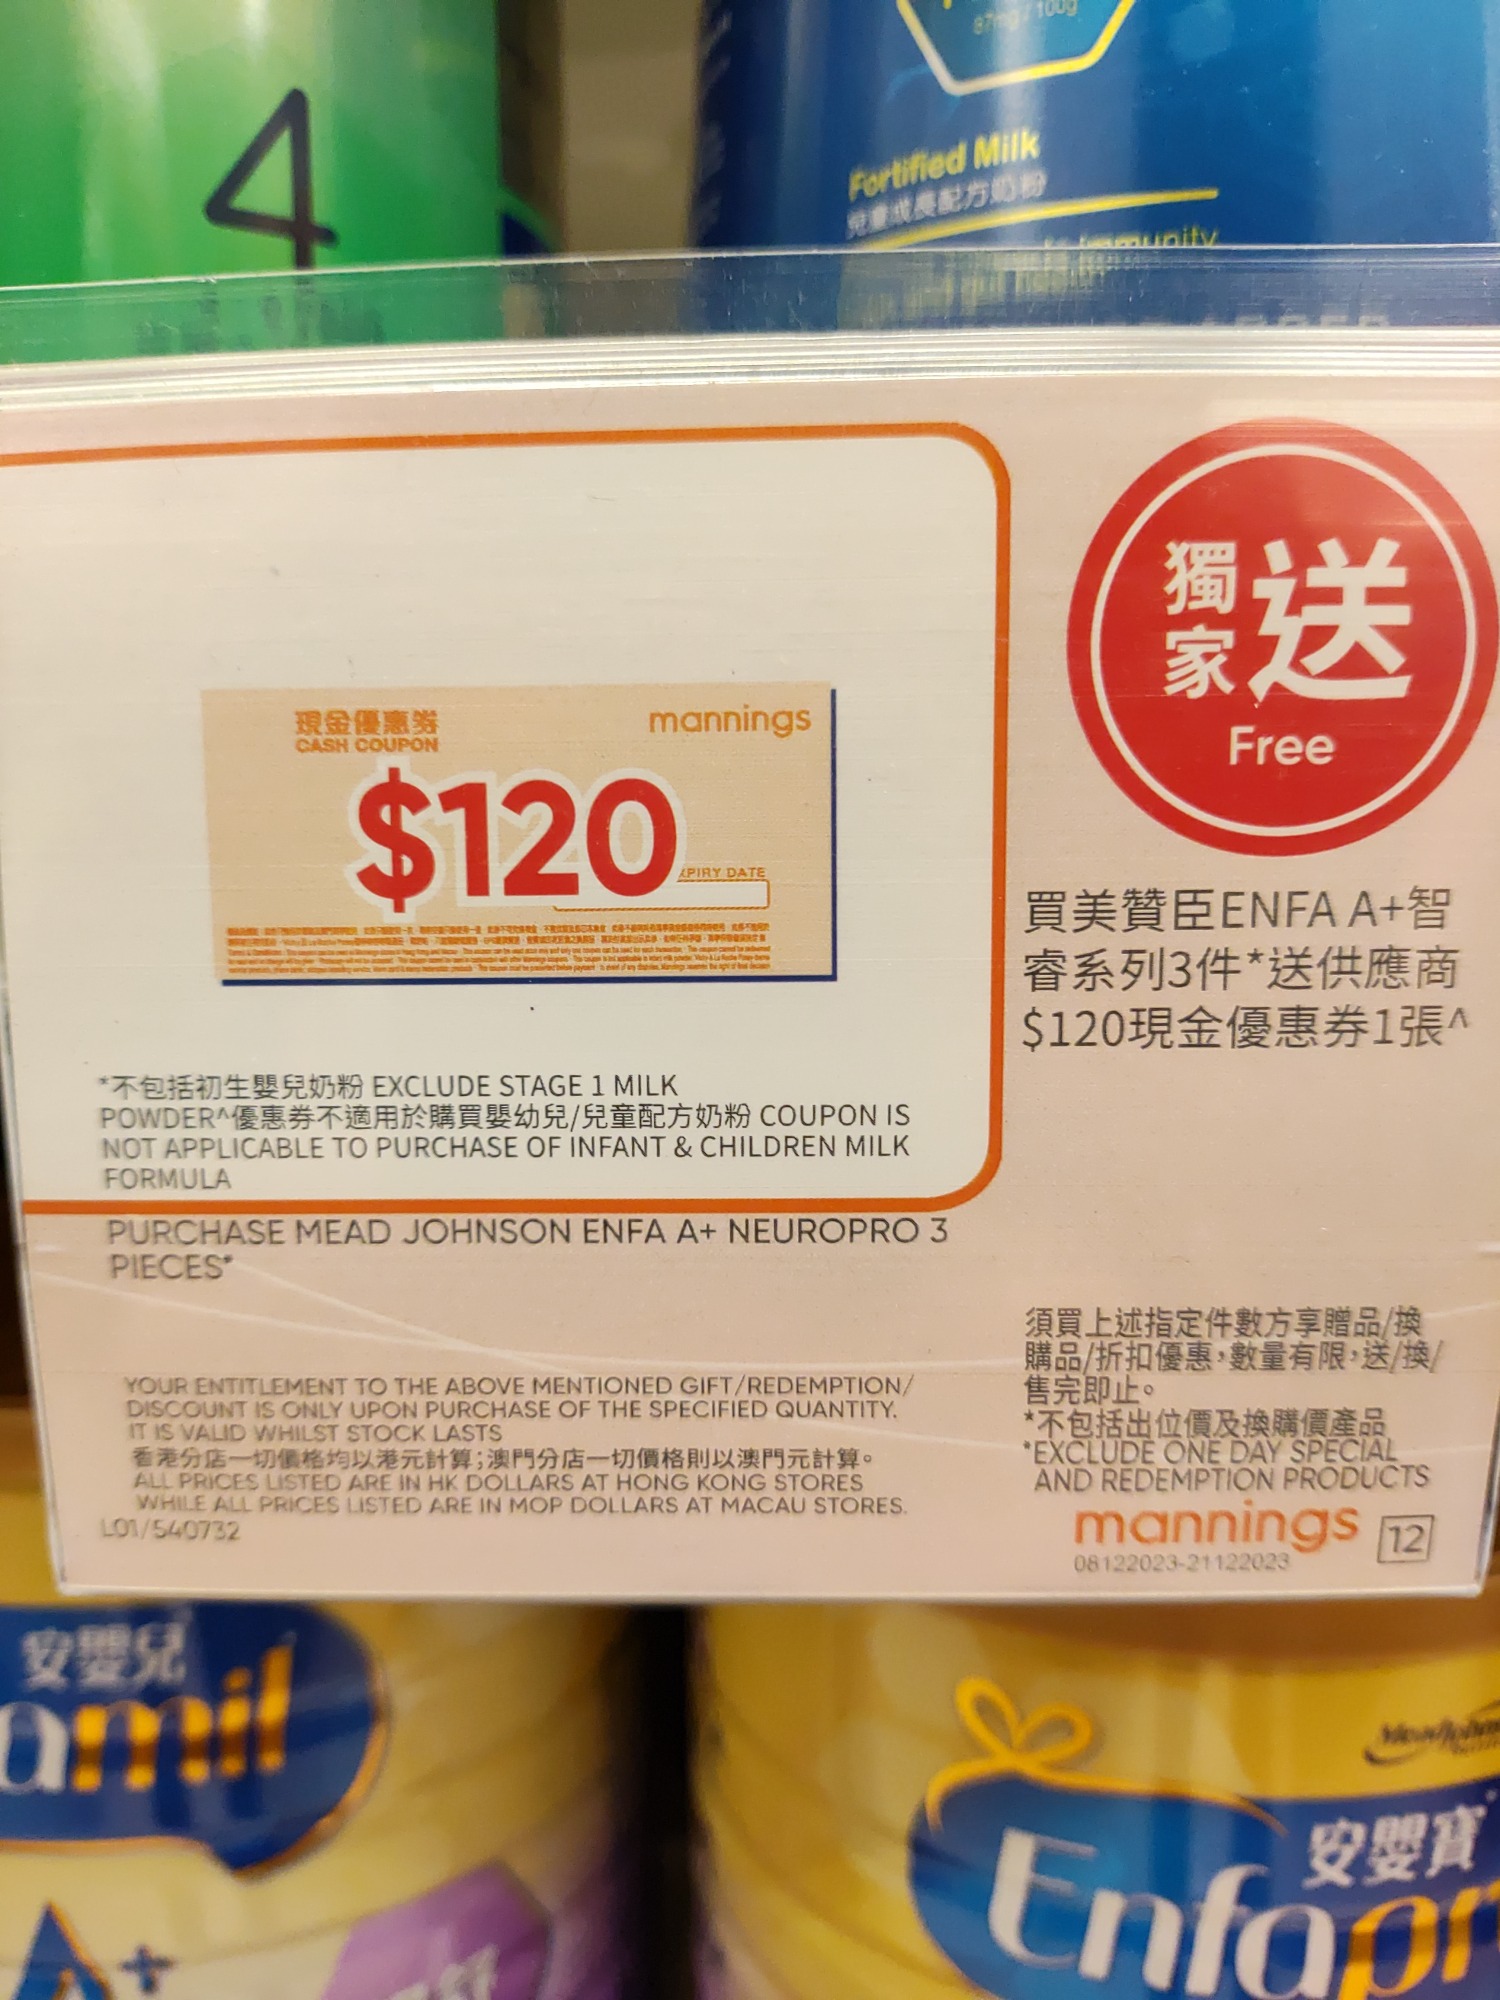 87mg / 100g
4
Fortified Milk
兒童成長配方奶粉
Immunity
獨家送
Free
現金優惠券
CASH COUPON
mannings
$120
EXPIRY DATE
買美贊臣ENFA A+智
睿系列3件*送供應商
$120現金優惠券1張^
*不包括初生嬰兒奶粉 EXCLUDE STAGE 1 MILK
POWDER^優惠券不適用於購買嬰幼兒/兒童配方奶粉 COUPON IS
NOT APPLICABLE TO PURCHASE OF INFANT & CHILDREN MILK
FORMULA
PURCHASE MEAD JOHNSON ENFA A+ NEUROPRO 3
PIECES*
須買上述指定件數方享贈品/換
購品/折扣優惠，數量有限，送/換/
售完即止。
*不包括出位價及換購價產品
*EXCLUDE ONE DAY SPECIAL
AND REDEMPTION PRODUCTS
YOUR ENTITLEMENT TO THE ABOVE MENTIONED GIFT/REDEMPTION/
DISCOUNT IS ONLY UPON PURCHASE OF THE SPECIFIED QUANTITY.
IT IS VALID WHILST STOCK LASTS
香港分店一切價格均以港元計算；澳門分店一切價格則以澳門元計算。
ALL PRICES LISTED ARE IN HK DOLLARS AT HONG KONG STORES
WHILE ALL PRICES LISTED ARE IN MOP DOLLARS AT MACAU STORES.
L01/540732
mannings 12
08122023-21122023
安嬰兒
amil
A+
MeadJohnson
安嬰寶
Enfapr